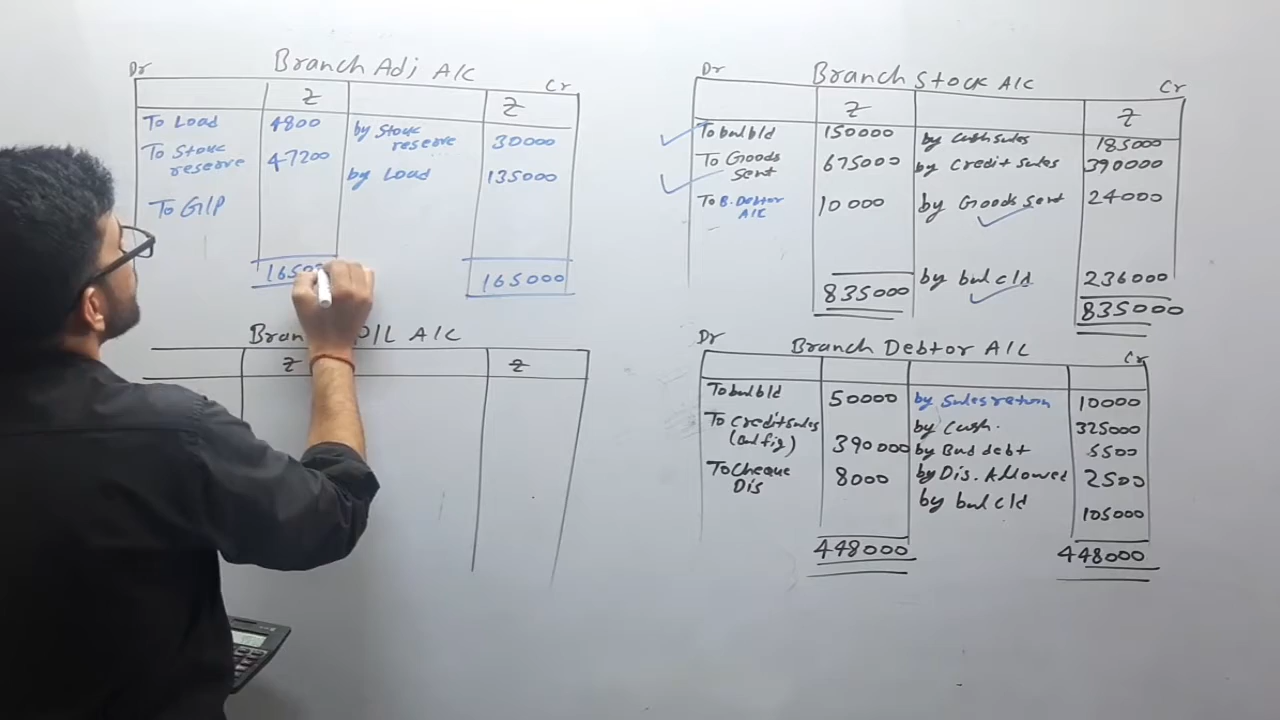 Branch Adj A/C
Dr
Cr
₹
₹
To Load 4800 by Stock reserve 30000
To Stock reserve 47200 by Load 135000
To G/P
165000
Branch Stock A/C
Dr
Cr
₹
₹
To bal b/d 150000 by Cash sales 185000
To Goods sent 675000 by Credit sales 390000
To B. Debtor A/C 10000 by Goods sent 24000
by bal c/d 236000
835000 835000
P/L A/C
₹
₹
Branch Debtor A/C
Dr
Cr
To bal b/d 50000 by Sales return 10000
To Credit sales (bal fig) 390000 by Cash. 325000
by Bad debt 5500
To Cheque Dis 8000 by Dis. Allowed 2500
by bal c/d 105000
448000 448000